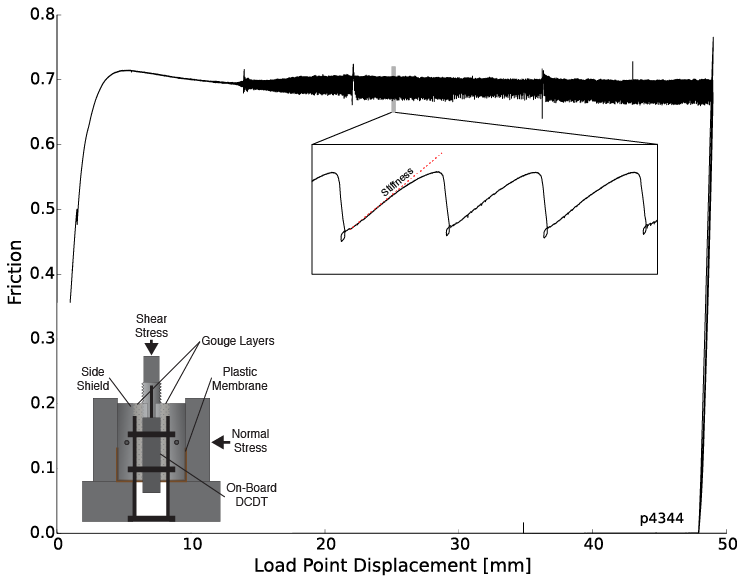 0.8
0.7
0.6
0.5
0.4
0.3
0.2
0.1
0.0
Friction
Stiffness
Shear
Stress
Gouge Layers
Side
Shield
Plastic
Membrane
Normal
Stress
On-Board
DCDT
p4344
0
10
20
30
40
50
Load Point Displacement [mm]